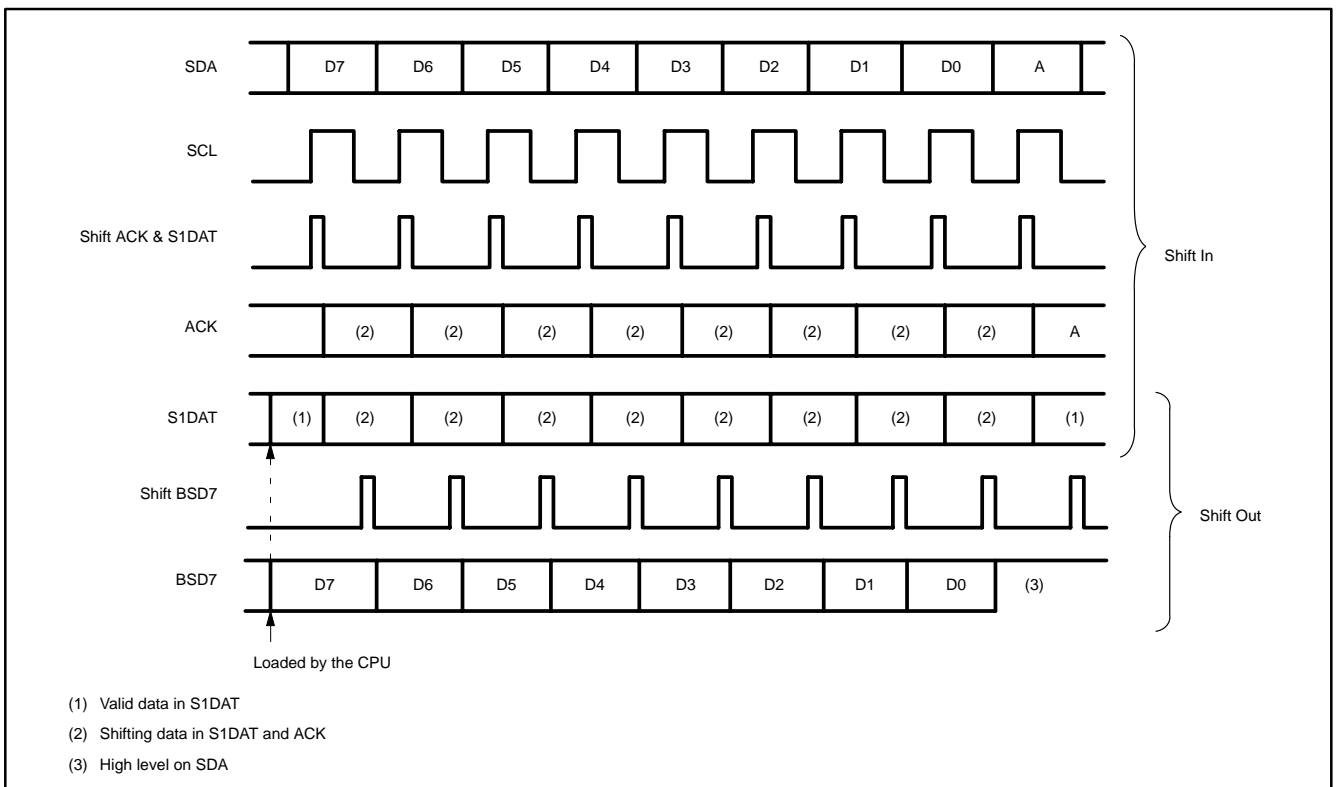 SDA D7 D6 D5 D4 D3 D2 D1 D0 A
SCL
Shift ACK & S1DAT
Shift In
ACK (2) (2) (2) (2) (2) (2) (2) (2) A
S1DAT (1) (2) (2) (2) (2) (2) (2) (2) (2) (1)
Shift BSD7
Shift Out
BSD7 D7 D6 D5 D4 D3 D2 D1 D0 (3)
Loaded by the CPU
(1) Valid data in S1DAT
(2) Shifting data in S1DAT and ACK
(3) High level on SDA